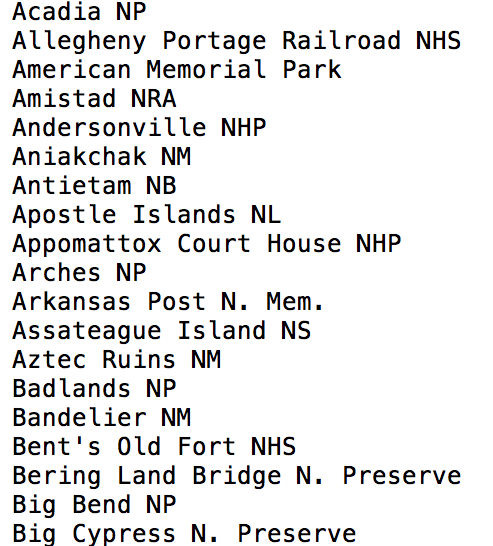 Acadia NP
Allegheny Portage Railroad NHS
American Memorial Park
Amistad NRA
Andersonville NHP
Aniakchak NM
Antietam NB
Apostle Islands NL
Appomattox Court House NHP
Arches NP
Arkansas Post N. Mem.
Assateague Island NS
Aztec Ruins NM
Badlands NP
Bandelier NM
Bent's Old Fort NHS
Bering Land Bridge N. Preserve
Big Bend NP
Big Cypress N. Preserve